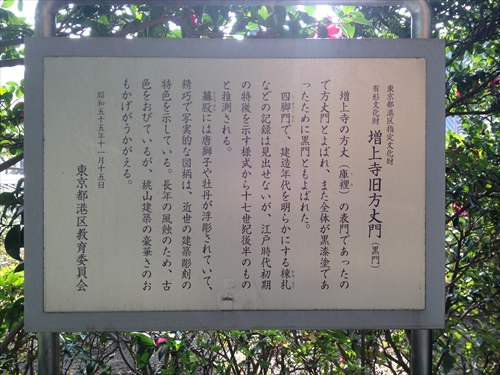 東京都港区指定文化財
有形文化財
増上寺旧方丈門（黒門）
増上寺の方丈（庫裡）の表門であったの
で方丈門とよばれ、また全体が黒漆塗であ
ったために黒門ともよばれた。
四脚門で、建造年代を明らかにする棟札
などの記録は見出せないが、江戸時代初期
の特徴を示す様式から十七世紀後半のもの
と推測される。
蟇股には唐獅子や牡丹が浮彫されていて、
精巧で写実的な図柄は、近世の建築彫刻の
特色を示している。長年の風蝕のため、古
色をおびているが、桃山建築の豪華さのお
もかげがうかがえる。
昭和五十五年十一月十五日
東京都港区教育委員会